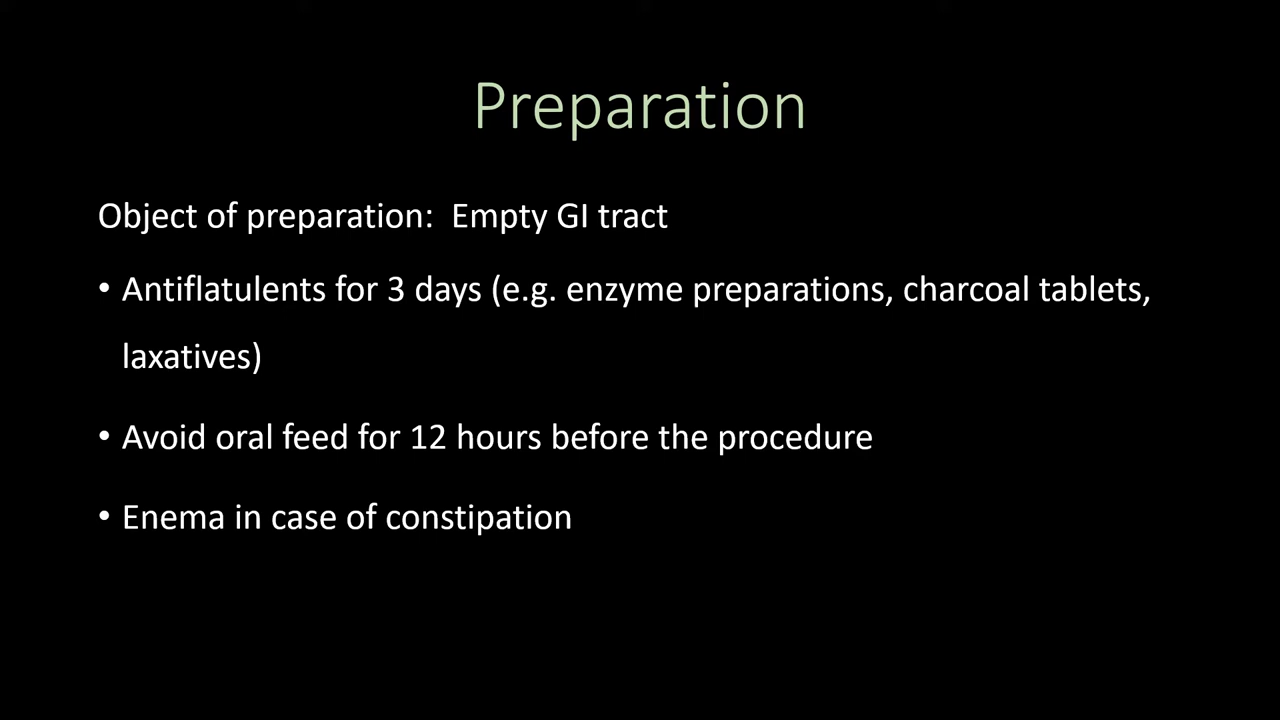 Preparation
Object of preparation:  Empty GI tract
• Antiflatulents for 3 days (e.g. enzyme preparations, charcoal tablets,
laxatives)
• Avoid oral feed for 12 hours before the procedure
• Enema in case of constipation